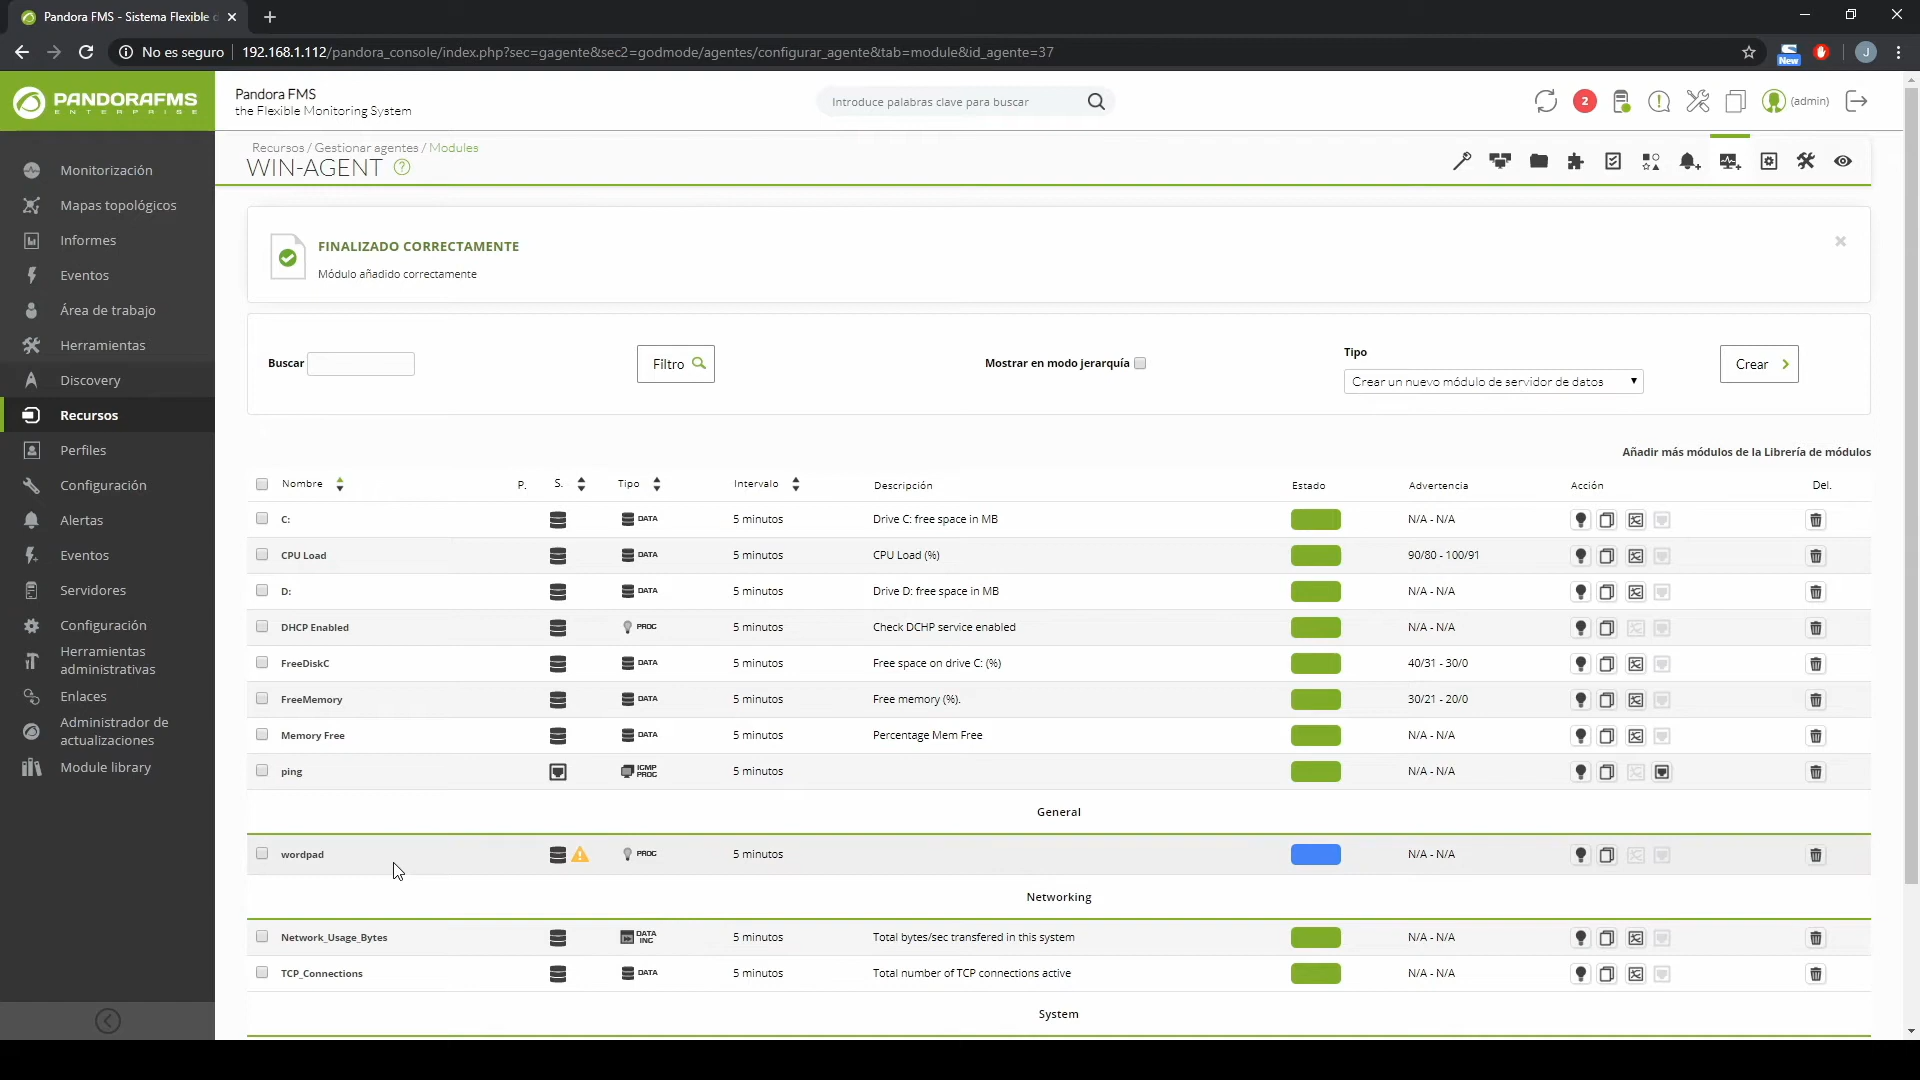 Pandora FMS - Sistema Flexible d
No es seguro 192.168.1.112/pandora_console/index.php?sec=gagente&sec2=godmode/agentes/configurar_agente&tab=module&id_agente=37
New
J
PANDORAFMS
ENTERPRISE
Pandora FMS
the Flexible Monitoring System
Introduce palabras clave para buscar
2
(admin)
Monitorización
Mapas topológicos
Informes
Eventos
Área de trabajo
Herramientas
Discovery
Recursos
Perfiles
Configuración
Alertas
Eventos
Servidores
Configuración
Herramientas
administrativas
Enlaces
Administrador de
actualizaciones
Module library
Recursos / Gestionar agentes / Modules
WIN-AGENT ?
FINALIZADO CORRECTAMENTE
Módulo añadido correctamente
Buscar
Filtro
Mostrar en modo jerarquía
Tipo
Crear un nuevo módulo de servidor de datos
Crear
Añadir más módulos de la Librería de módulos
Nombre P. S. Tipo Intervalo Descripción Estado Advertencia Acción Del.
C: DATA 5 minutos Drive C: free space in MB N/A - N/A
CPU Load DATA 5 minutos CPU Load (%) 90/80 - 100/91
D: DATA 5 minutos Drive D: free space in MB N/A - N/A
DHCP Enabled PROC 5 minutos Check DCHP service enabled N/A - N/A
FreeDiskC DATA 5 minutos Free space on drive C: (%) 40/31 - 30/0
FreeMemory DATA 5 minutos Free memory (%). 30/21 - 20/0
Memory Free DATA 5 minutos Percentage Mem Free N/A - N/A
ping ICMP PROC 5 minutos N/A - N/A
General
wordpad PROC 5 minutos N/A - N/A
Networking
Network_Usage_Bytes DATA INC 5 minutos Total bytes/sec transfered in this system N/A - N/A
TCP_Connections DATA 5 minutos Total number of TCP connections active N/A - N/A
System